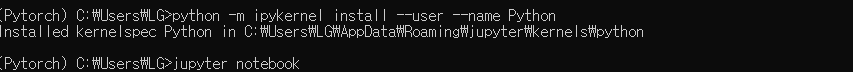 (Pytorch) C:₩Users₩LG>python -m ipykernel install --user --name Python
Installed kernelspec Python in C:₩Users₩LG₩AppData₩Roaming₩jupyter₩kernels₩python
(Pytorch) C:₩Users₩LG>jupyter notebook